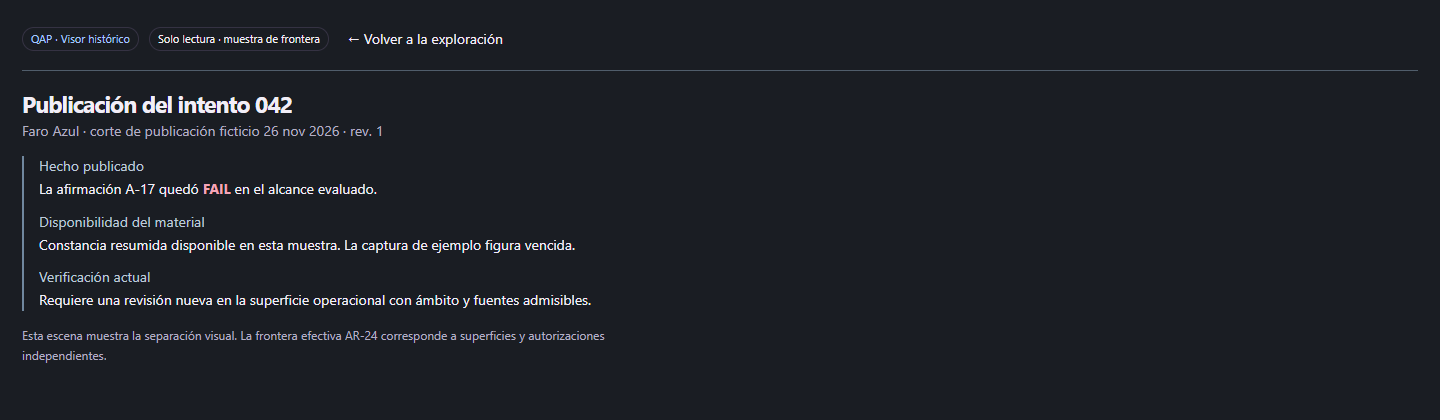 QAP · Visor histórico
Solo lectura · muestra de frontera
← Volver a la exploración
Publicación del intento 042
Faro Azul · corte de publicación ficticio 26 nov 2026 · rev. 1
Hecho publicado
La afirmación A-17 quedó FAIL en el alcance evaluado.
Disponibilidad del material
Constancia resumida disponible en esta muestra. La captura de ejemplo figura vencida.
Verificación actual
Requiere una revisión nueva en la superficie operacional con ámbito y fuentes admisibles.
Esta escena muestra la separación visual. La frontera efectiva AR-24 corresponde a superficies y autorizaciones
independientes.